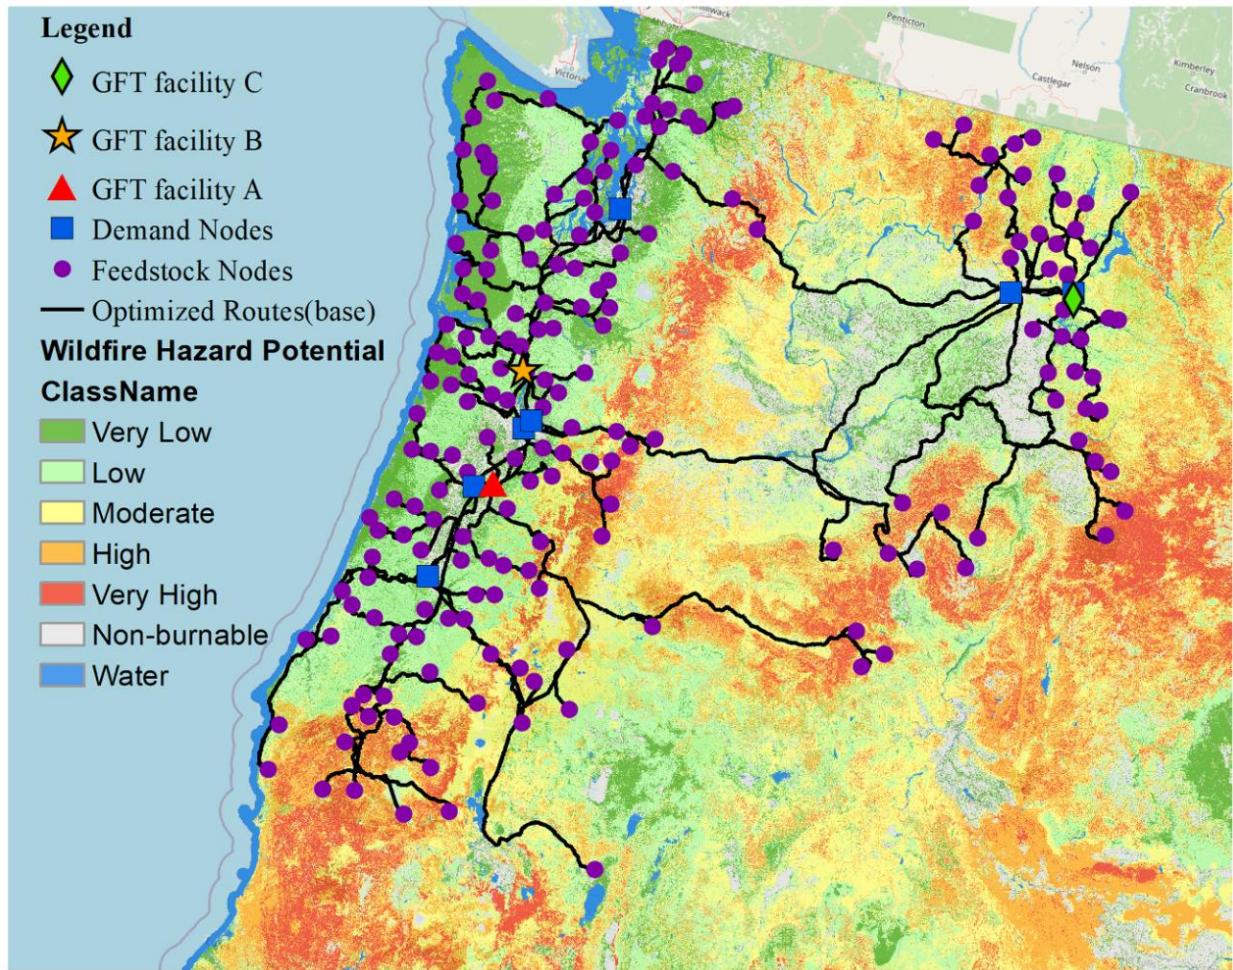 Legend
GFT facility C
GFT facility B
GFT facility A
Demand Nodes
Feedstock Nodes
Optimized Routes(base)
Wildfire Hazard Potential
ClassName
Very Low
Low
Moderate
High
Very High
Non-burnable
Water
Victoria
Penticton
Nelson
Castlegar
Kimberley
Cranbrook